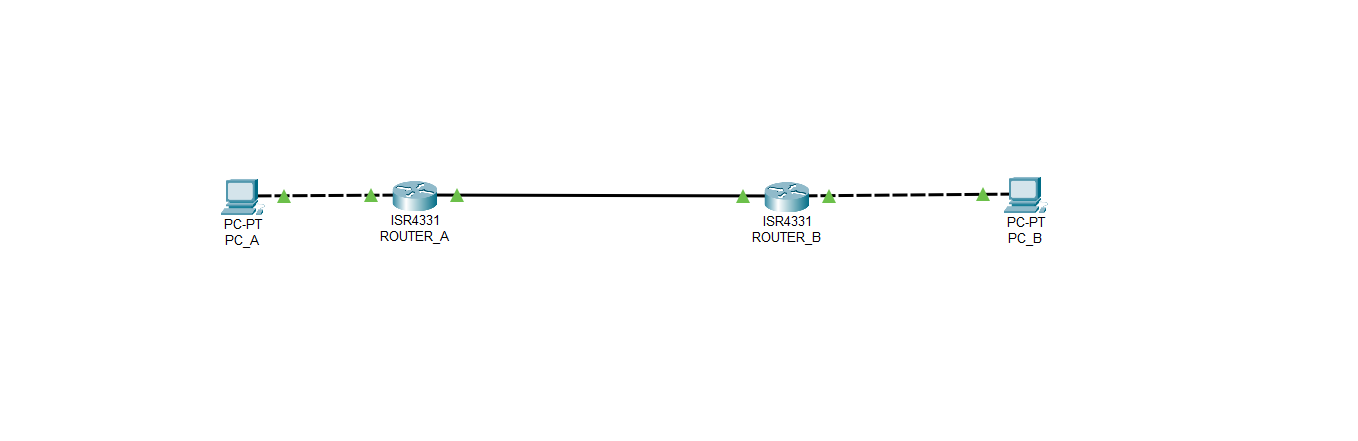 PC-PT
PC_A
ISR4331
ROUTER_A
ISR4331
ROUTER_B
PC-PT
PC_B